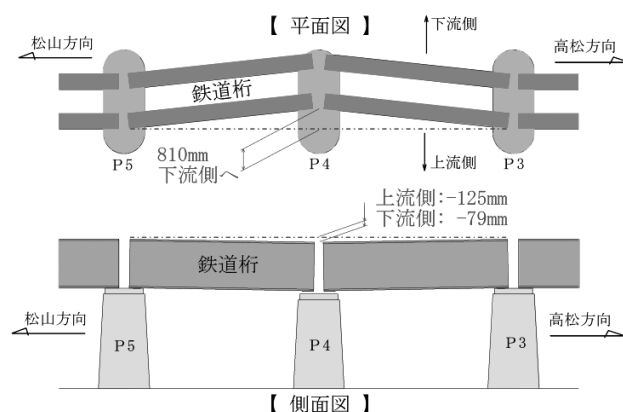 【 平面図 】
下流側
松山方向
高松方向
鉄道桁
P5
P4
P3
810mm
下流側へ
上流側
上流側:-125mm
下流側: -79mm
鉄道桁
松山方向
高松方向
P5
P4
P3
【 側面図 】